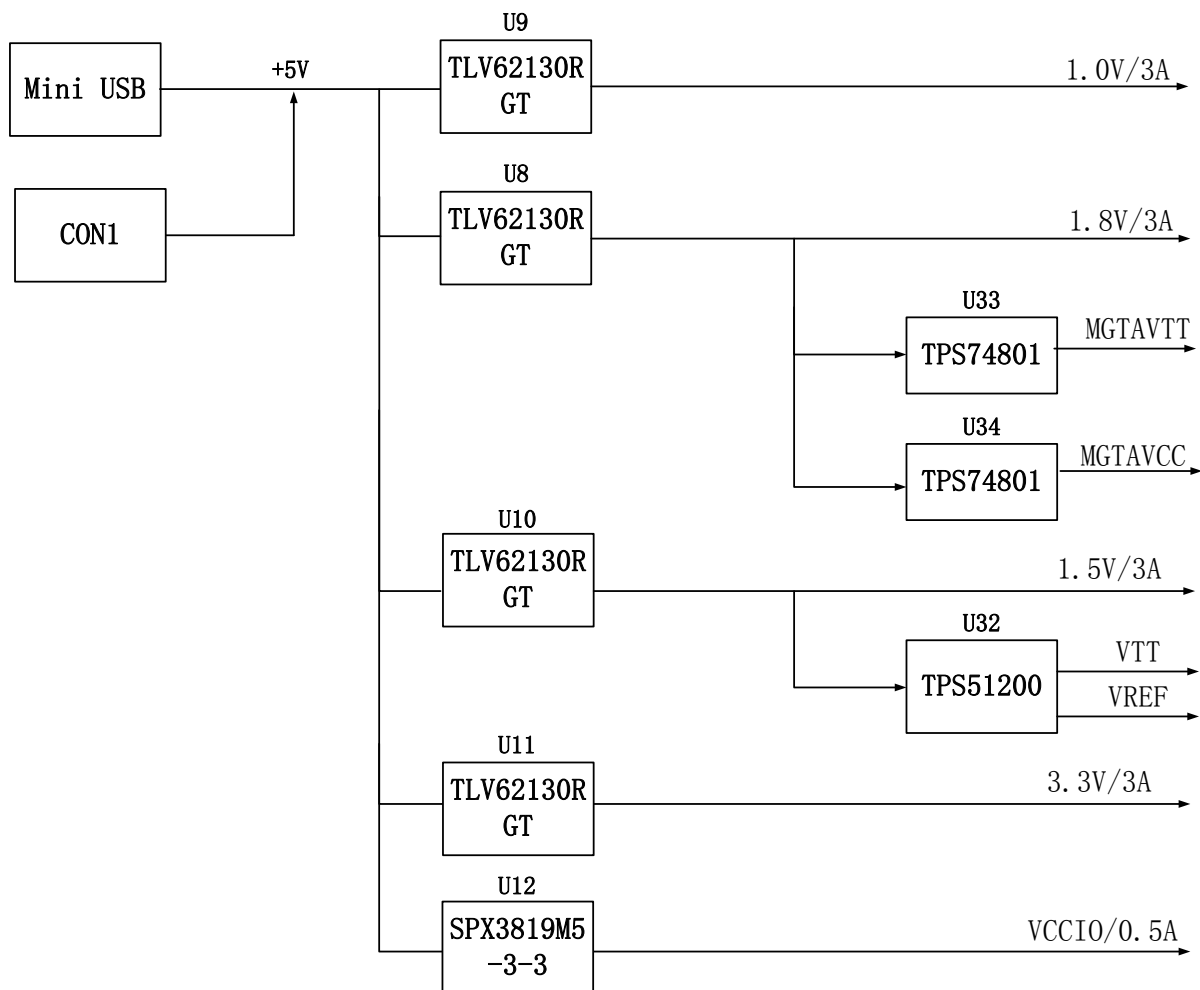 U9
Mini USB
+5V
TLV62130R
GT
1.0V/3A
U8
CON1
TLV62130R
GT
1.8V/3A
U33
TPS74801
MGTAVTT
U34
TPS74801
MGTAVCC
U10
TLV62130R
GT
1.5V/3A
U32
TPS51200
VTT
VREF
U11
TLV62130R
GT
3.3V/3A
U12
SPX3819M5
-3-3
VCCIO/0.5A